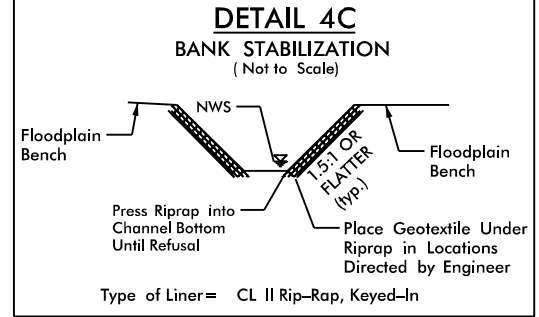 DETAIL 4C
BANK STABILIZATION
( Not to Scale)
NWS
Floodplain
Bench
1.5:1 OR
FLATTER
(typ.)
Floodplain
Bench
Press Riprap into
Channel Bottom
Until Refusal
Place Geotextile Under
Riprap in Locations
Directed by Engineer
Type of Liner= CL II Rip-Rap, Keyed-In